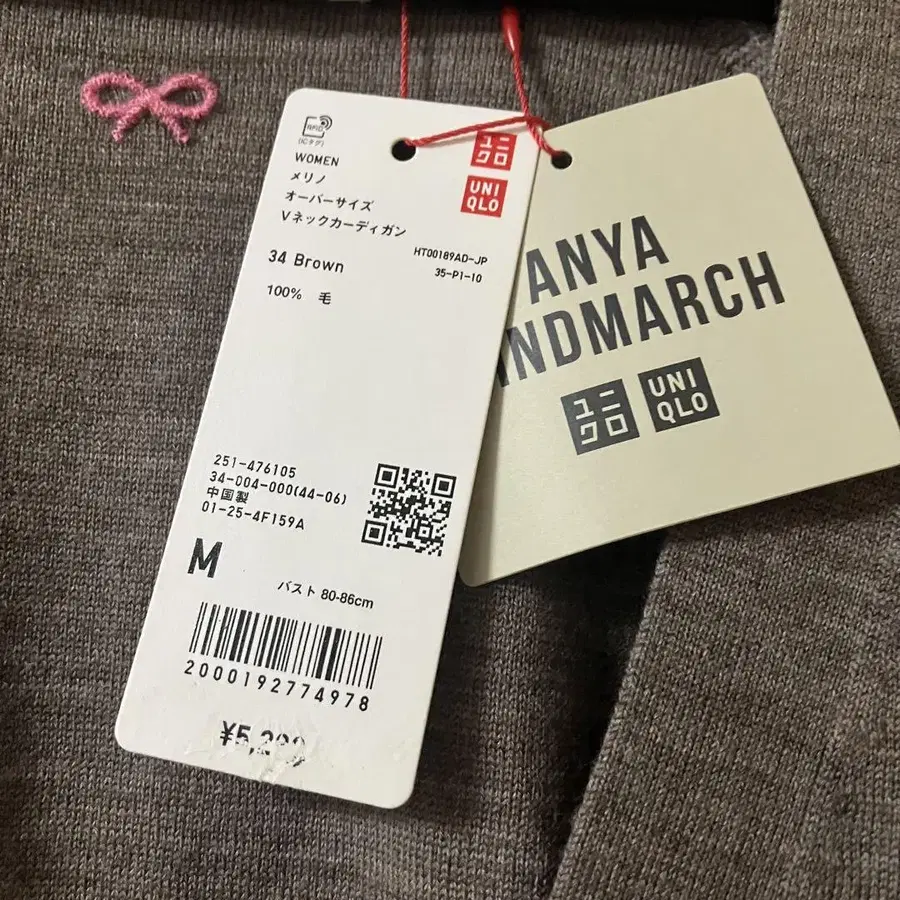 RFID
(ICタグ)
WOMEN
メリノ
オーバーサイズ
Vネックカーディガン
34 Brown
100% 毛
ユニ
クロ
UNI
QLO
HT00189AD-JP
35-P1-10
251-476105
34-004-000(44-06)
中国製
01-25-4F159A
M
バスト 80-86cm
2000192774978
ANYA
NDMARCH
ユニ
クロ
UNI
QLO